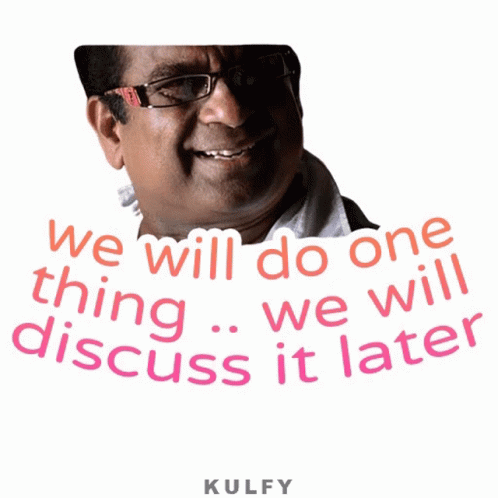 we will do one
thing .. we will
discuss it later
KULFY